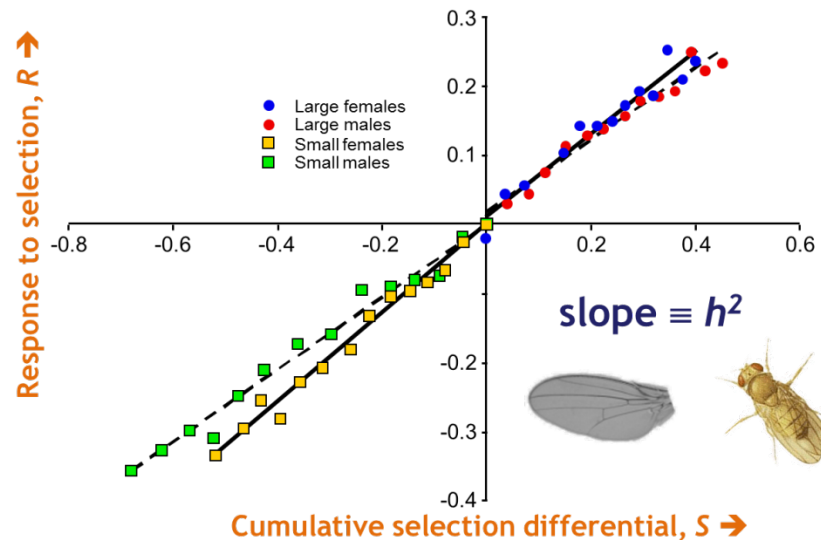 Response to selection, R ➔
0.3
0.2
0.1
Large females
Large males
Small females
Small males
-0.8
-0.6
-0.4
-0.2
0.2
0.4
0.6
slope ≡ h²
-0.2
-0.3
-0.4
Cumulative selection differential, S ➔